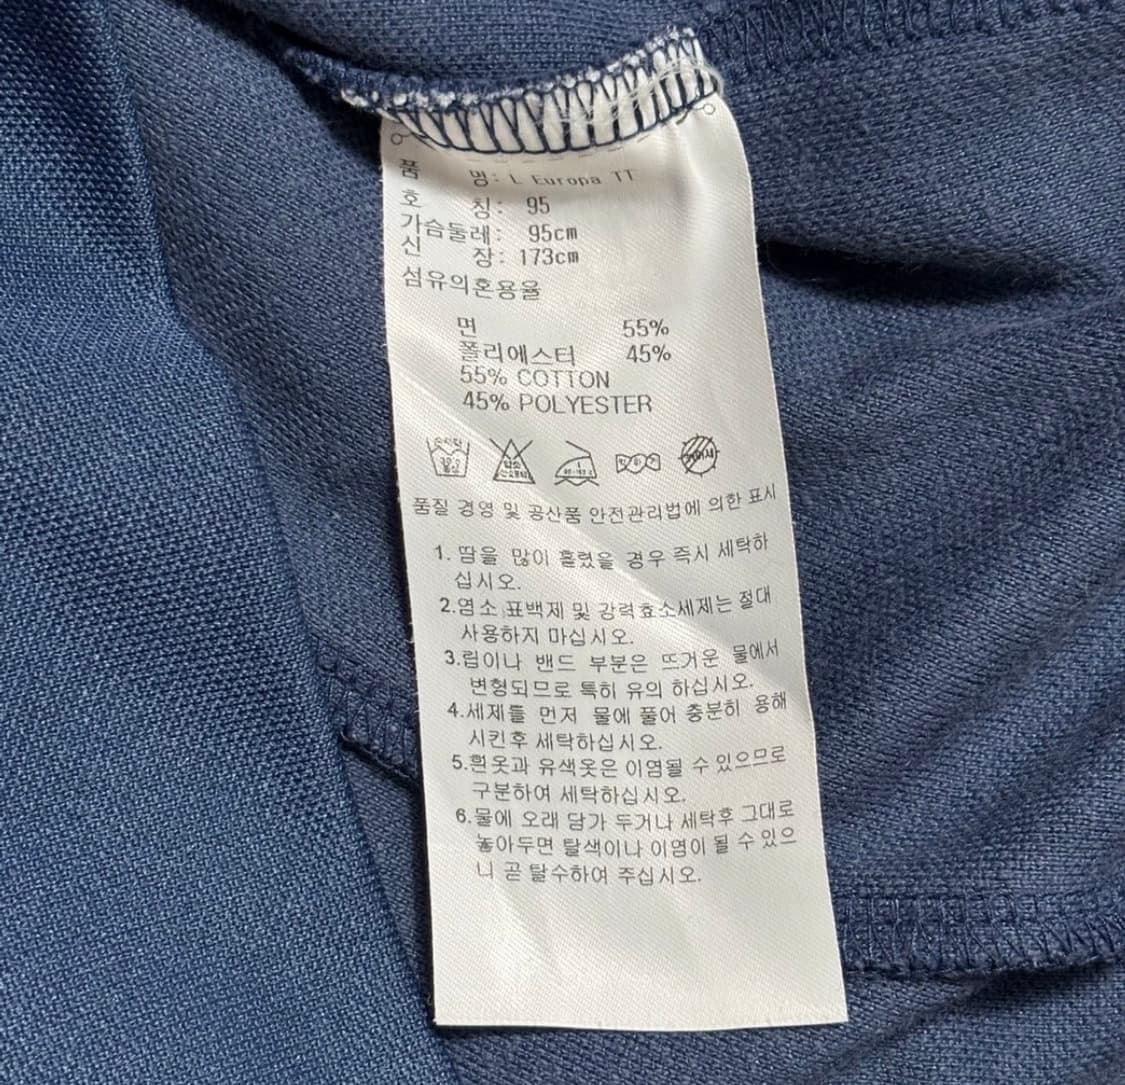 품 명: L Europa TT
호 칭: 95
가슴둘레: 95cm
신 장: 173cm
섬유의혼용율
면 55%
폴리에스터 45%
55% COTTON
45% POLYESTER
품질 경영 및 공산품 안전관리법에 의한 표시
1. 땀을 많이 흘렸을 경우 즉시 세탁하
십시오.
2.염소 표백제 및 강력효소세제는 절대
사용하지 마십시오.
3.립이나 밴드 부분은 뜨거운 물에서
변형되므로 특히 유의 하십시오.
4.세제를 먼저 물에 풀어 충분히 용해
시킨후 세탁하십시오.
5.흰옷과 유색옷은 이염될 수 있으므로
구분하여 세탁하십시오.
6.물에 오래 담가 두거나 세탁후 그대로
놓아두면 탈색이나 이염이 될 수 있으
니 곧 탈수하여 주십시오.